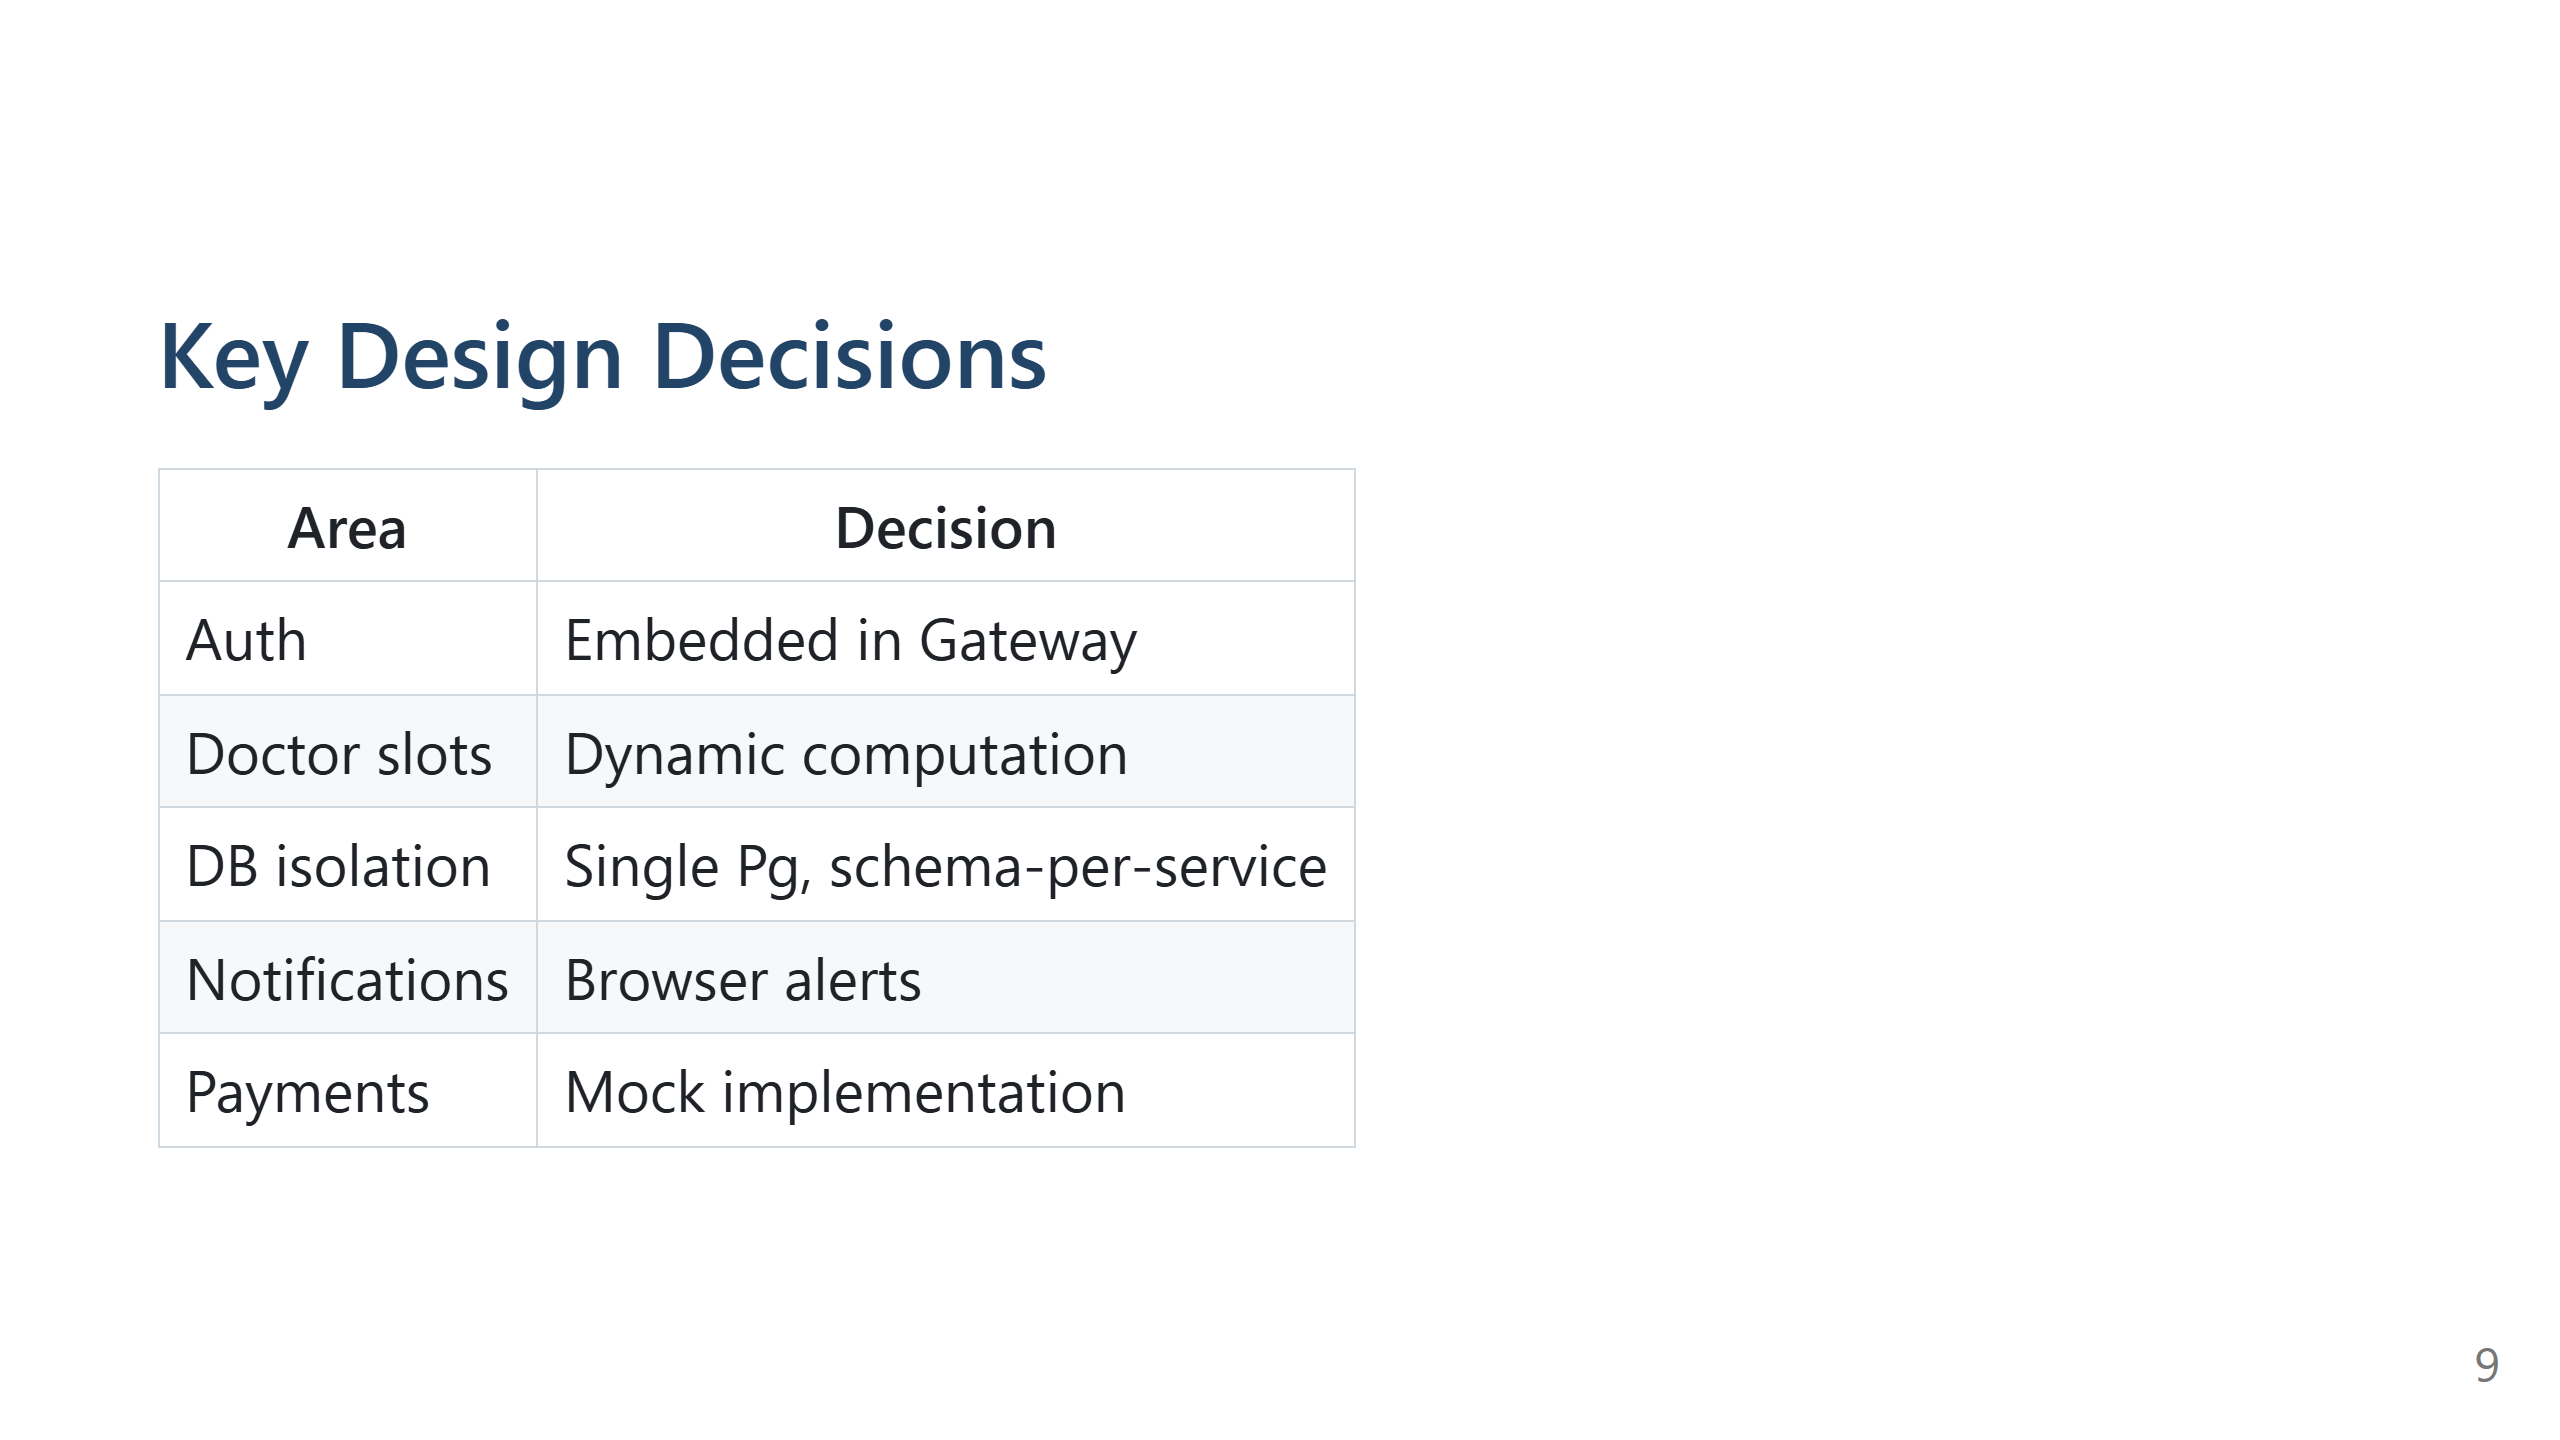 Key Design Decisions
Area Decision
Auth Embedded in Gateway
Doctor slots Dynamic computation
DB isolation Single Pg, schema-per-service
Notifications Browser alerts
Payments Mock implementation
9